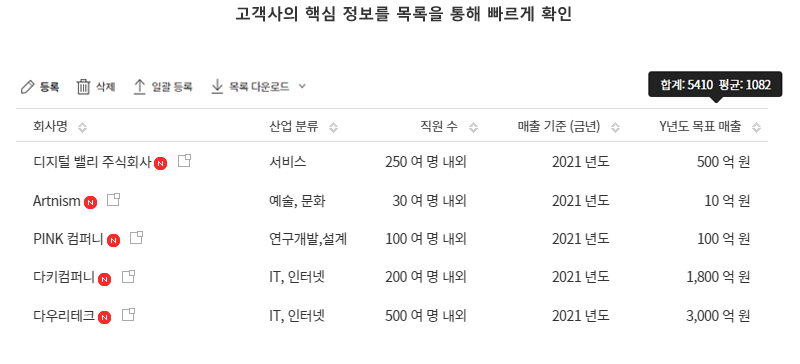 고객사의 핵심 정보를 목록을 통해 빠르게 확인
등록 삭제 일괄 등록 목록 다운로드
합계: 5410 평균: 1082
회사명 산업 분류 직원 수 매출 기준 (금년) Y년도 목표 매출
디지털 밸리 주식회사 N 서비스 250 여 명 내외 2021 년도 500 억 원
Artnism N 예술, 문화 30 여 명 내외 2021 년도 10 억 원
PINK 컴퍼니 N 연구개발,설계 100 여 명 내외 2021 년도 100 억 원
다키컴퍼니 N IT, 인터넷 200 여 명 내외 2021 년도 1,800 억 원
다우리테크 N IT, 인터넷 500 여 명 내외 2021 년도 3,000 억 원